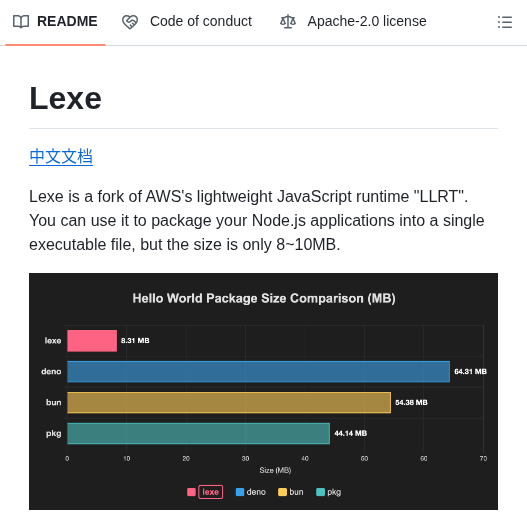 README
Code of conduct
Apache-2.0 license
Lexe
中文文档
Lexe is a fork of AWS's lightweight JavaScript runtime "LLRT".
You can use it to package your Node.js applications into a single
executable file, but the size is only 8~10MB.
Hello World Package Size Comparison (MB)
lexe 8.31 MB
deno 64.31 MB
bun 54.38 MB
pkg 44.14 MB
0 10 20 30 40 50 60 70
Size (MB)
lexe deno bun pkg